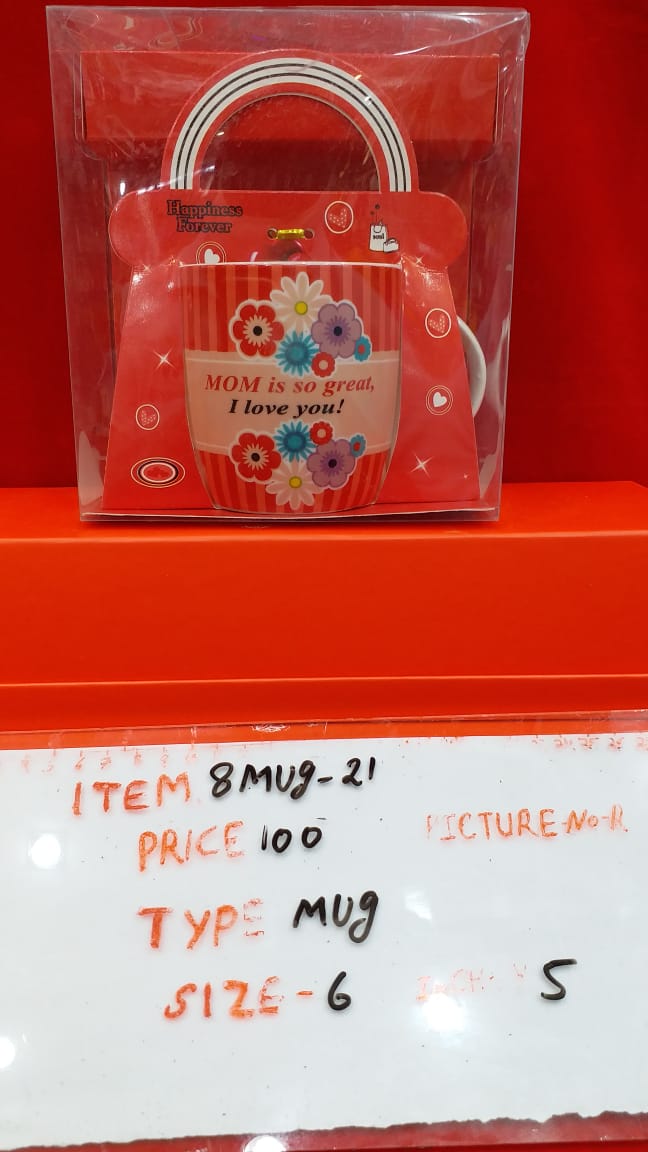 Happiness
Forever
MOM is so great,
I love you!
ITEM 8MUg-21
PRICE 100
PICTURE-No-R
TYPE MUg
SIZE-6 INCH 5